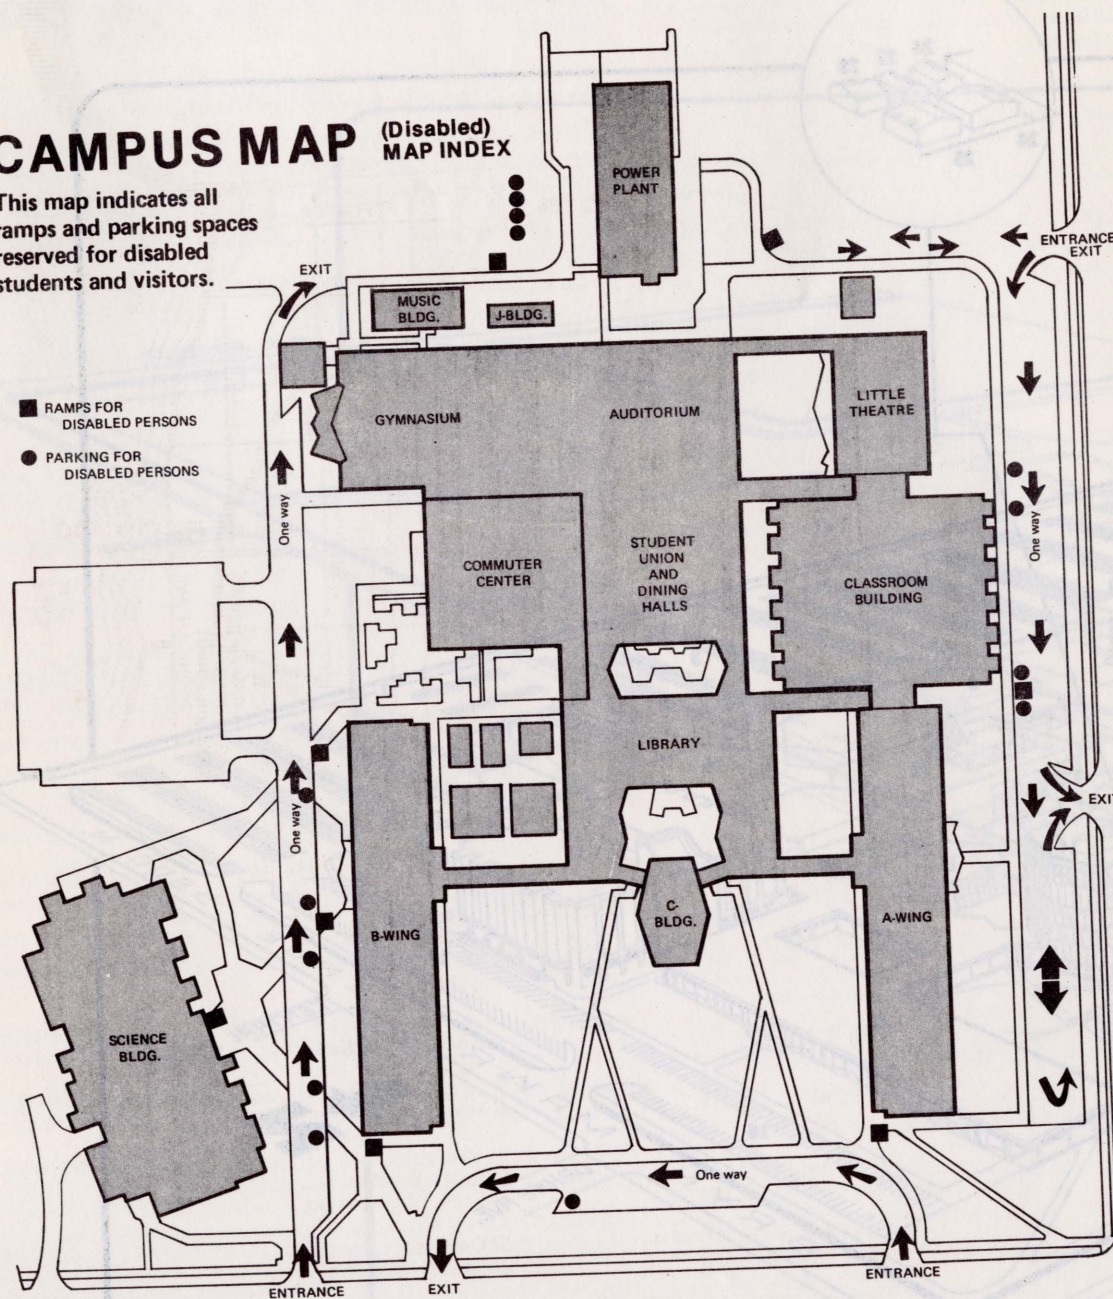 CAMPUS MAP
(Disabled)
MAP INDEX
This map indicates all
ramps and parking spaces
reserved for disabled
students and visitors.
RAMPS FOR
DISABLED PERSONS
PARKING FOR
DISABLED PERSONS
POWER
PLANT
ENTRANCE
EXIT
EXIT
MUSIC
BLDG.
J-BLDG.
GYMNASIUM
AUDITORIUM
LITTLE
THEATRE
One way
One way
COMMUTER
CENTER
STUDENT
UNION
AND
DINING
HALLS
CLASSROOM
BUILDING
LIBRARY
One way
EXIT
B-WING
C-
BLDG.
A-WING
SCIENCE
BLDG.
One way
ENTRANCE
EXIT
ENTRANCE